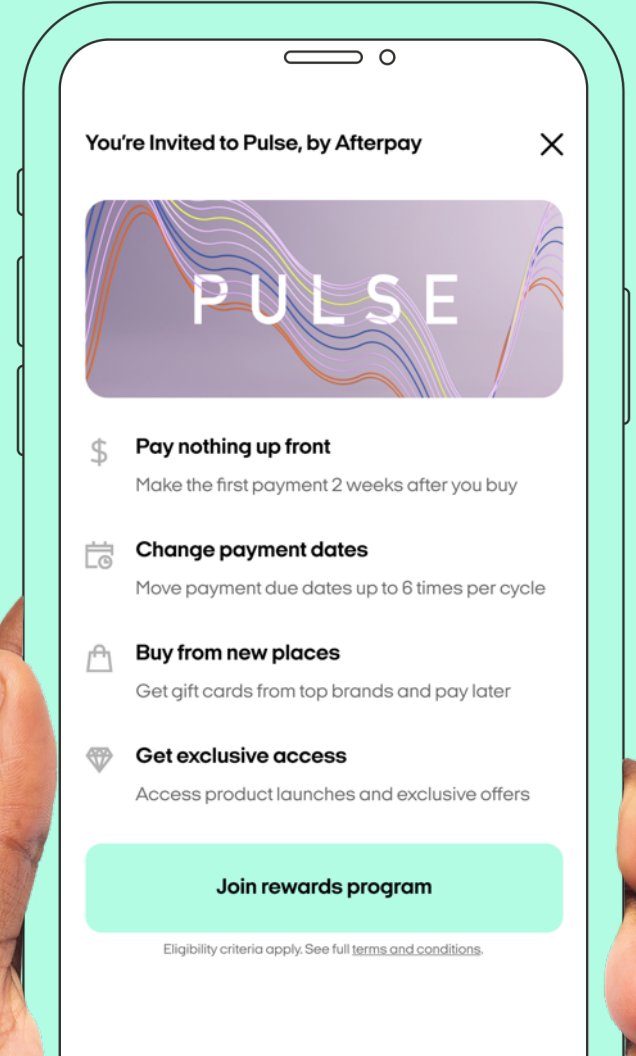 You're Invited to Pulse, by Afterpay
PULSE
Pay nothing up front
Make the first payment 2 weeks after you buy
Change payment dates
Move payment due dates up to 6 times per cycle
Buy from new places
Get gift cards from top brands and pay later
Get exclusive access
Access product launches and exclusive offers
Join rewards program
Eligibility criteria apply. See full terms and conditions.